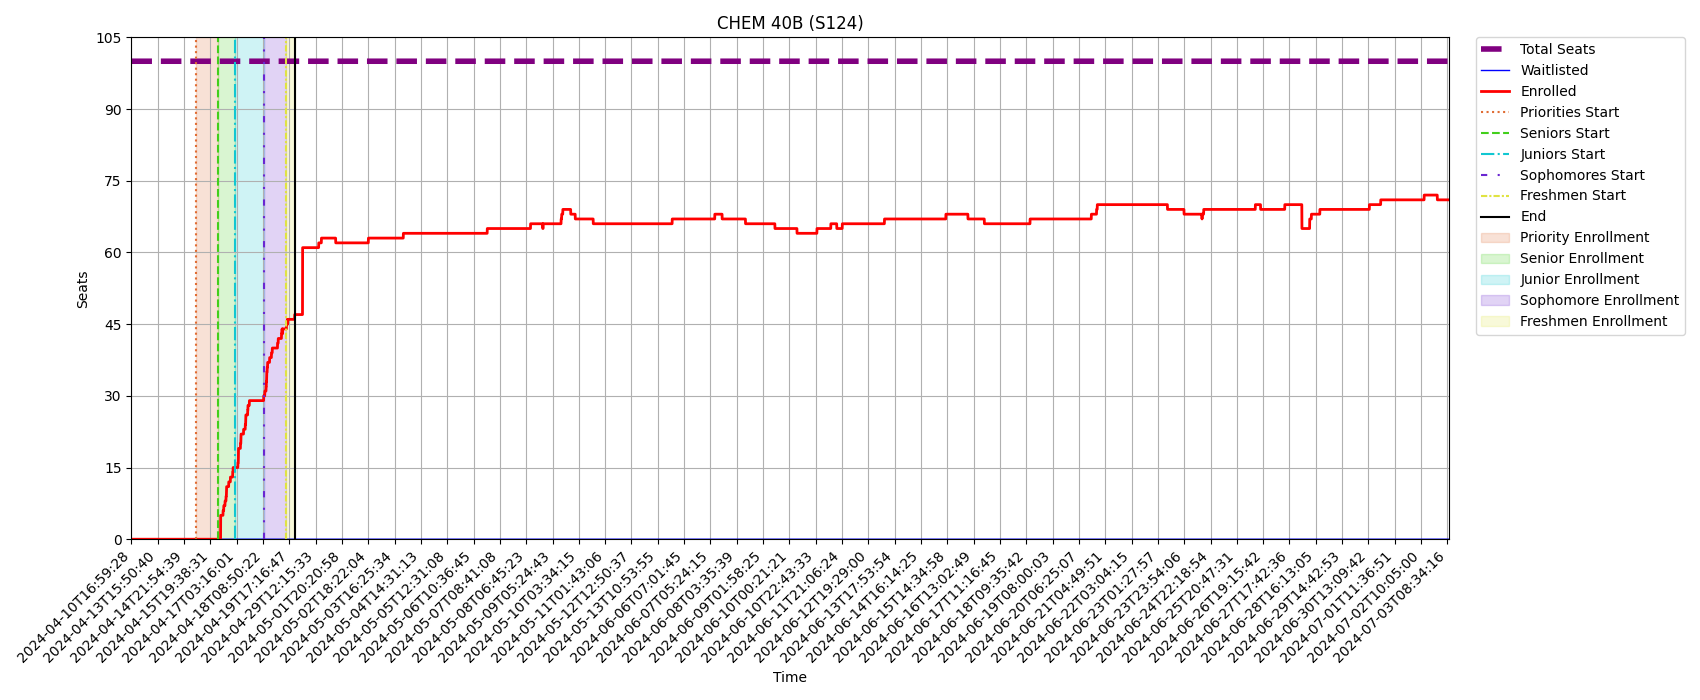 CHEM 40B (S124)
105
90
75
60
45
30
15
0
Seats
2024-04-10T16:59:28
2024-04-13T15:50:40
2024-04-14T21:54:39
2024-04-15T19:38:31
2024-04-17T03:16:01
2024-04-18T08:50:22
2024-04-19T17:16:47
2024-04-29T12:15:33
2024-05-01T20:20:58
2024-05-02T18:22:04
2024-05-03T16:25:34
2024-05-04T14:31:13
2024-05-05T12:31:08
2024-05-06T10:36:45
2024-05-07T08:41:08
2024-05-08T06:45:23
2024-05-09T05:24:43
2024-05-10T03:34:15
2024-05-11T01:43:06
2024-05-12T12:50:37
2024-05-13T10:53:55
2024-06-06T07:01:45
2024-06-07T05:24:15
2024-06-08T03:35:39
2024-06-09T01:58:25
2024-06-10T00:21:21
2024-06-10T22:43:33
2024-06-11T21:06:24
2024-06-12T19:29:00
2024-06-13T17:53:54
2024-06-14T16:14:25
2024-06-15T14:34:58
2024-06-16T13:02:49
2024-06-17T11:16:45
2024-06-18T09:35:42
2024-06-19T08:00:03
2024-06-20T06:25:07
2024-06-21T04:49:51
2024-06-22T03:04:15
2024-06-23T01:27:57
2024-06-23T23:54:06
2024-06-24T22:18:54
2024-06-25T20:47:31
2024-06-26T19:15:42
2024-06-27T17:42:36
2024-06-28T16:13:05
2024-06-29T14:42:53
2024-06-30T13:09:42
2024-07-01T11:36:51
2024-07-02T10:05:00
2024-07-03T08:34:16
Time
Total Seats
Waitlisted
Enrolled
Priorities Start
Seniors Start
Juniors Start
Sophomores Start
Freshmen Start
End
Priority Enrollment
Senior Enrollment
Junior Enrollment
Sophomore Enrollment
Freshmen Enrollment